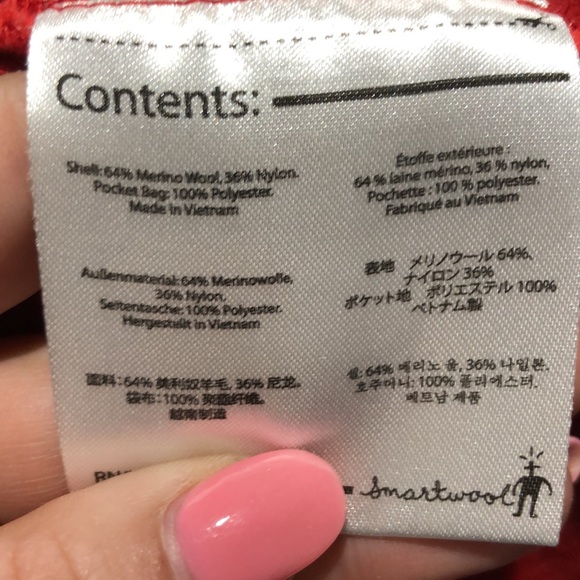 Contents:
Shell: 64% Merino Wool, 36% Nylon.
Pocket Bag: 100% Polyester.
Made in Vietnam
Étoffe extérieure :
64 % laine mérino, 36 % nylon,
Pochette : 100 % polyester.
Fabriqué au Vietnam
Außenmaterial: 64% Merinowolle,
36% Nylon,
Seitentasche: 100% Polyester.
Hergestellt in Vietnam
表地 メリノウール 64%、
ナイロン 36%
ポケット地 ポリエステル 100%
ベトナム製
面料：64% 美利奴羊毛, 36% 尼龙.
袋布：100% 聚酯纤维.
越南制造
셸: 64% 메리노 울, 36% 나일론.
호주머니: 100% 폴리에스터.
베트남 제품
RN
Smartwool